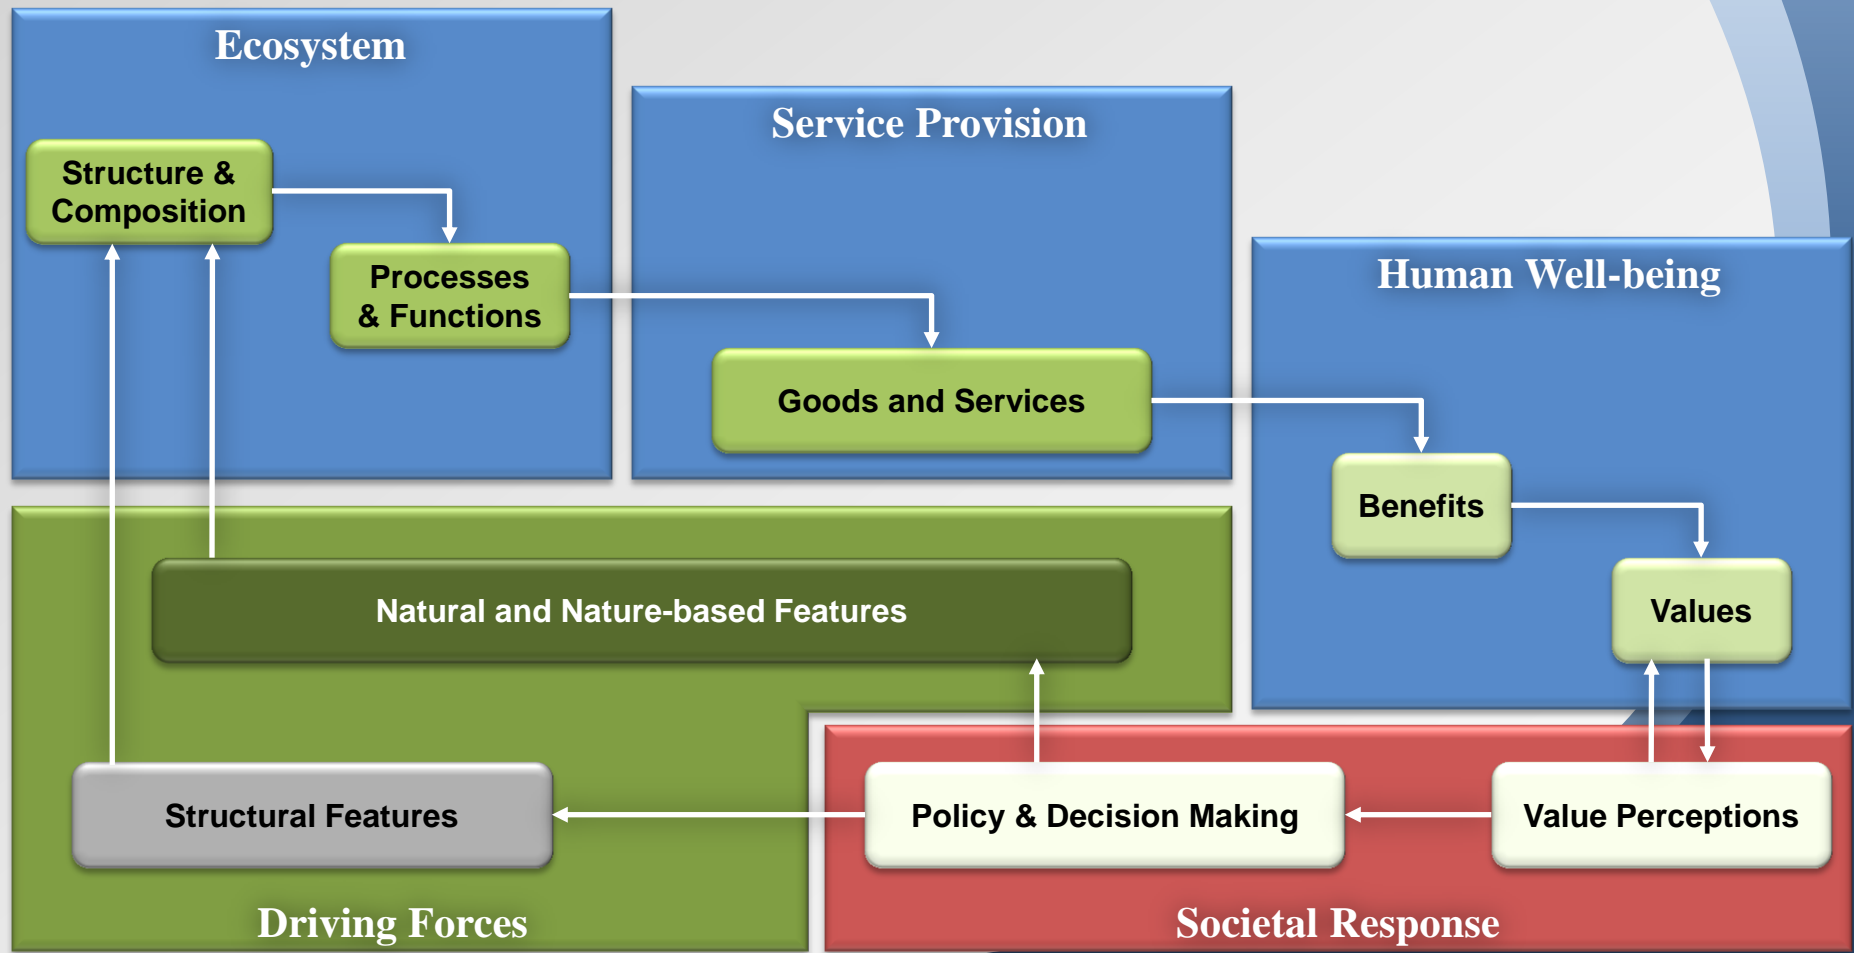 Ecosystem
Structure &
Composition
Processes
& Functions
Service Provision
Goods and Services
Human Well-being
Benefits
Values
Natural and Nature-based Features
Structural Features
Driving Forces
Policy & Decision Making
Value Perceptions
Societal Response